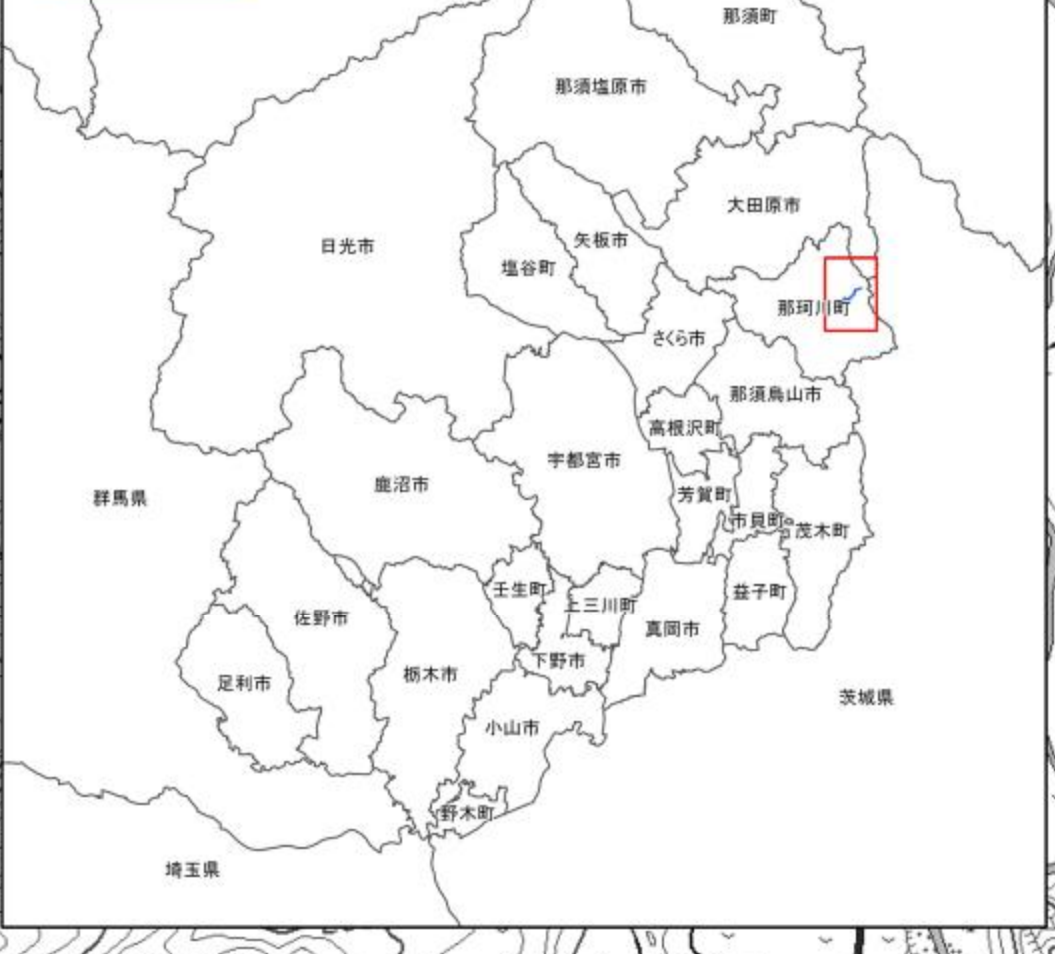 那須町
那須塩原市
大田原市
矢板市
日光市
塩谷町
那珂川町
さくら市
那須烏山市
高根沢町
宇都宮市
鹿沼市
芳賀町
群馬県
市貝町
茂木町
壬生町
益子町
上三川町
佐野市
真岡市
下野市
栃木市
足利市
茨城県
小山市
野木町
埼玉県